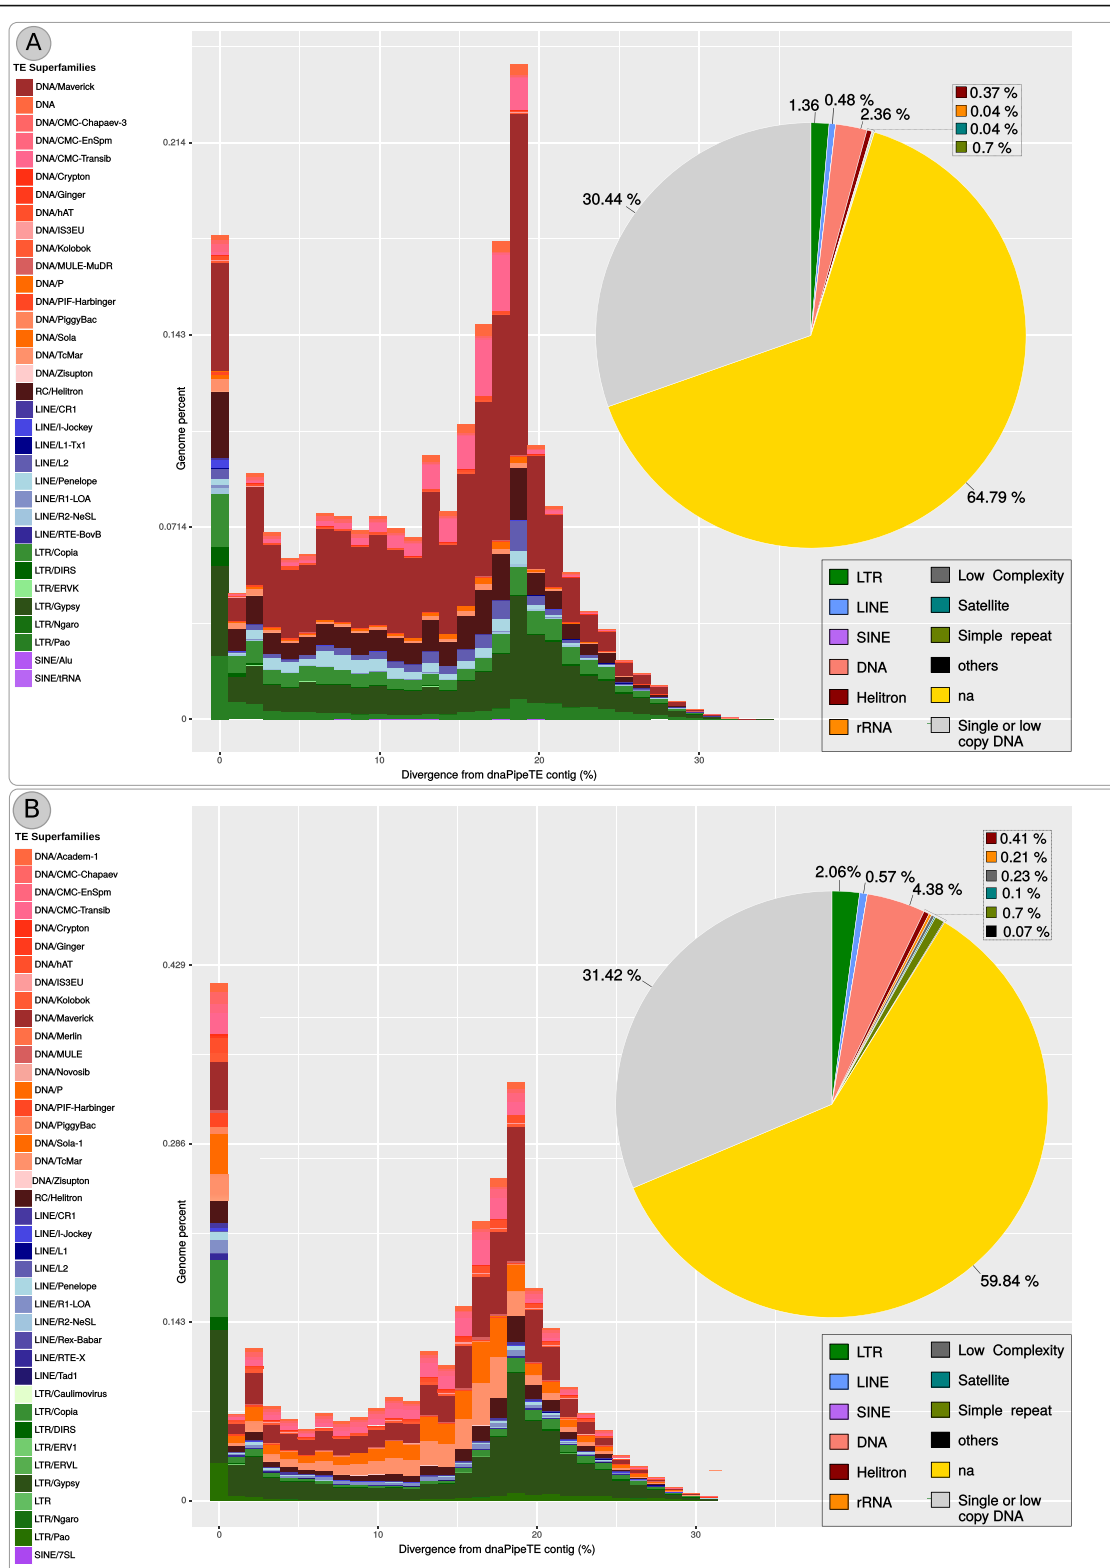 A
TE Superfamilies
DNA/Maverick
DNA
DNA/CMC-Chapaev-3
DNA/CMC-EnSpm
DNA/CMC-Transib
DNA/Crypton
DNA/Ginger
DNA/hAT
DNA/IS3EU
DNA/Kolobok
DNA/MULE-MuDR
DNA/P
DNA/PIF-Harbinger
DNA/PiggyBac
DNA/Sola
DNA/TcMar
DNA/Zisupton
RC/Helitron
LINE/CR1
LINE/I-Jockey
LINE/L1-Tx1
LINE/L2
LINE/Penelope
LINE/R1-LOA
LINE/R2-NeSL
LINE/RTE-BovB
LTR/Copia
LTR/DIRS
LTR/ERVK
LTR/Gypsy
LTR/Ngaro
LTR/Pao
SINE/Alu
SINE/tRNA
Genome percent
0.214
0.143
0.0714
0
0 10 20 30
Divergence from dnaPipeTE contig (%)
1.36
0.48 %
2.36 %
0.37 %
0.04 %
0.04 %
0.7 %
30.44 %
64.79 %
LTR
LINE
SINE
DNA
Helitron
rRNA
Low Complexity
Satellite
Simple repeat
others
na
Single or low
copy DNA
B
TE Superfamilies
DNA/Academ-1
DNA/CMC-Chapaev
DNA/CMC-EnSpm
DNA/CMC-Transib
DNA/Crypton
DNA/Ginger
DNA/hAT
DNA/IS3EU
DNA/Kolobok
DNA/Maverick
DNA/Merlin
DNA/MULE
DNA/Novosib
DNA/P
DNA/PIF-Harbinger
DNA/PiggyBac
DNA/Sola-1
DNA/TcMar
DNA/Zisupton
RC/Helitron
LINE/CR1
LINE/I-Jockey
LINE/L1
LINE/L2
LINE/Penelope
LINE/R1-LOA
LINE/R2-NeSL
LINE/Rex-Babar
LINE/RTE-X
LINE/Tad1
LTR/Caulimovirus
LTR/Copia
LTR/DIRS
LTR/ERV1
LTR/ERVL
LTR/Gypsy
LTR
LTR/Ngaro
LTR/Pao
SINE/7SL
Genome percent
0.429
0.286
0.143
0
0 10 20 30
Divergence from dnaPipeTE contig (%)
2.06%
0.57 %
4.38 %
0.41 %
0.21 %
0.23 %
0.1 %
0.7 %
0.07 %
31.42 %
59.84 %
LTR
LINE
SINE
DNA
Helitron
rRNA
Low Complexity
Satellite
Simple repeat
others
na
Single or low
copy DNA